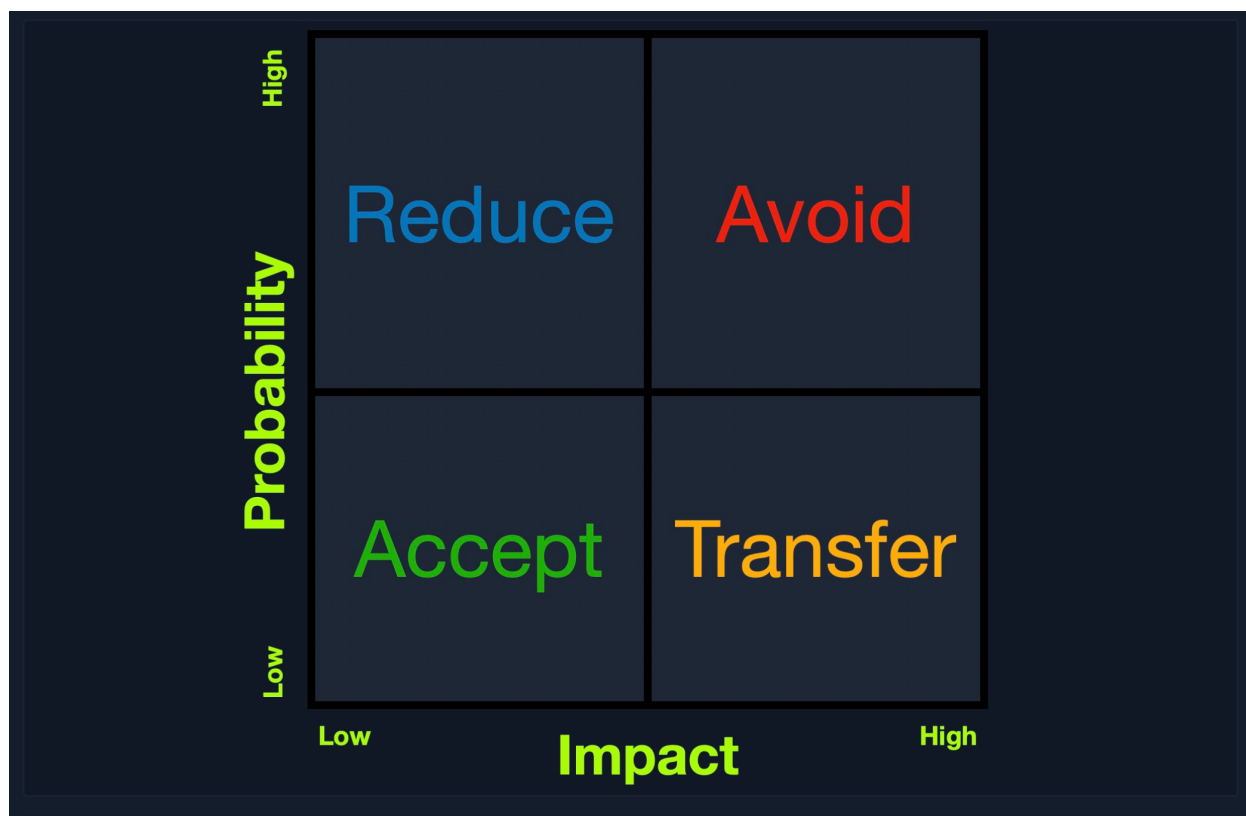 High
Reduce
Avoid
Probability
Accept
Transfer
Low
Low
Impact
High